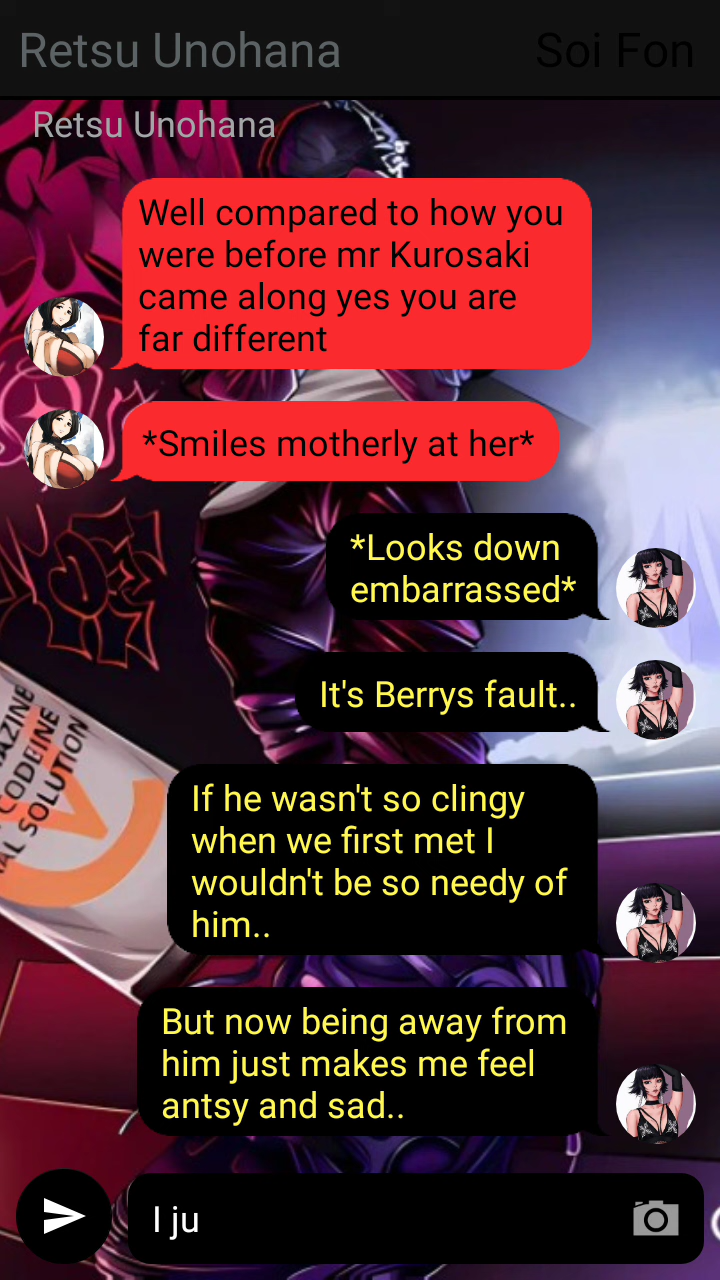 Retsu Unohana
Soi Fon
Retsu Unohana
Well compared to how you
were before mr Kurosaki
came along yes you are
far different
*Smiles motherly at her*
*Looks down
embarrassed*
It's Berrys fault..
If he wasn't so clingy
when we first met I
wouldn't be so needy of
him..
But now being away from
him just makes me feel
antsy and sad..
AZINE
CODEINE
AL SOLUTION
I ju